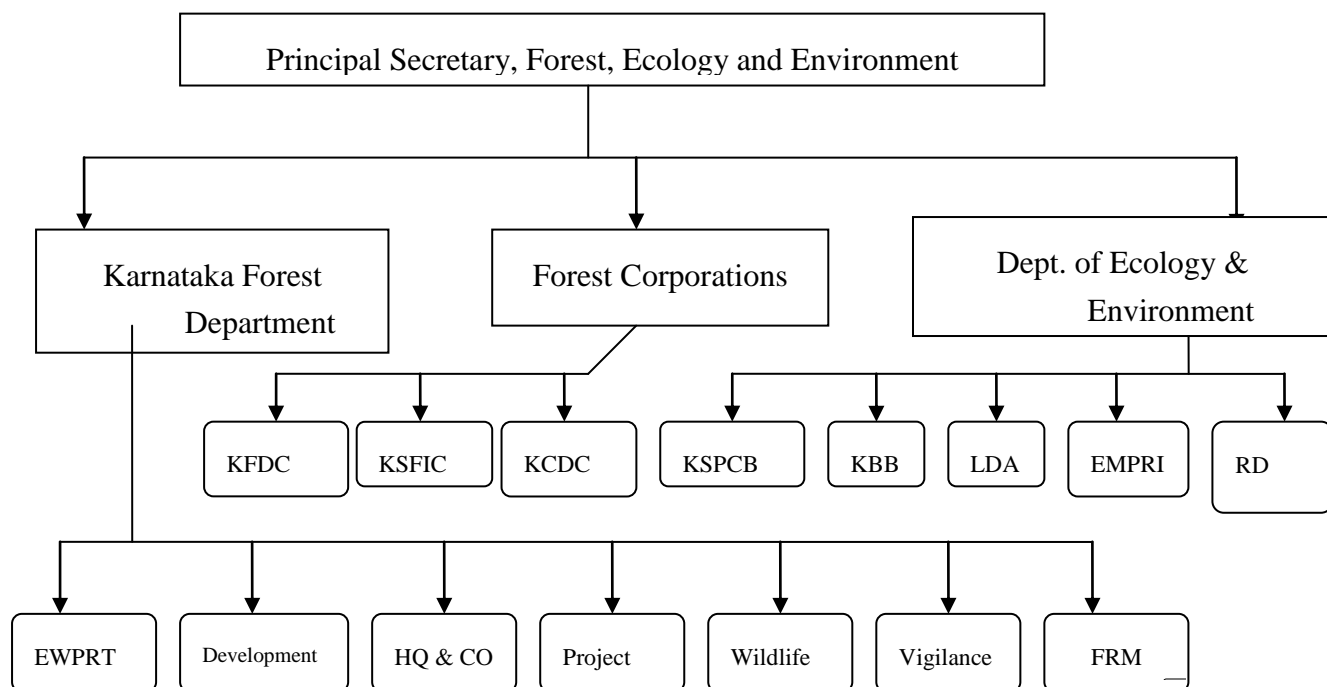 Principal Secretary, Forest, Ecology and Environment
Karnataka Forest
Department
Forest Corporations
Dept. of Ecology &
Environment
KFDC
KSFIC
KCDC
KSPCB
KBB
LDA
EMPRI
RD
EWPRT
Development
HQ & CO
Project
Wildlife
Vigilance
FRM